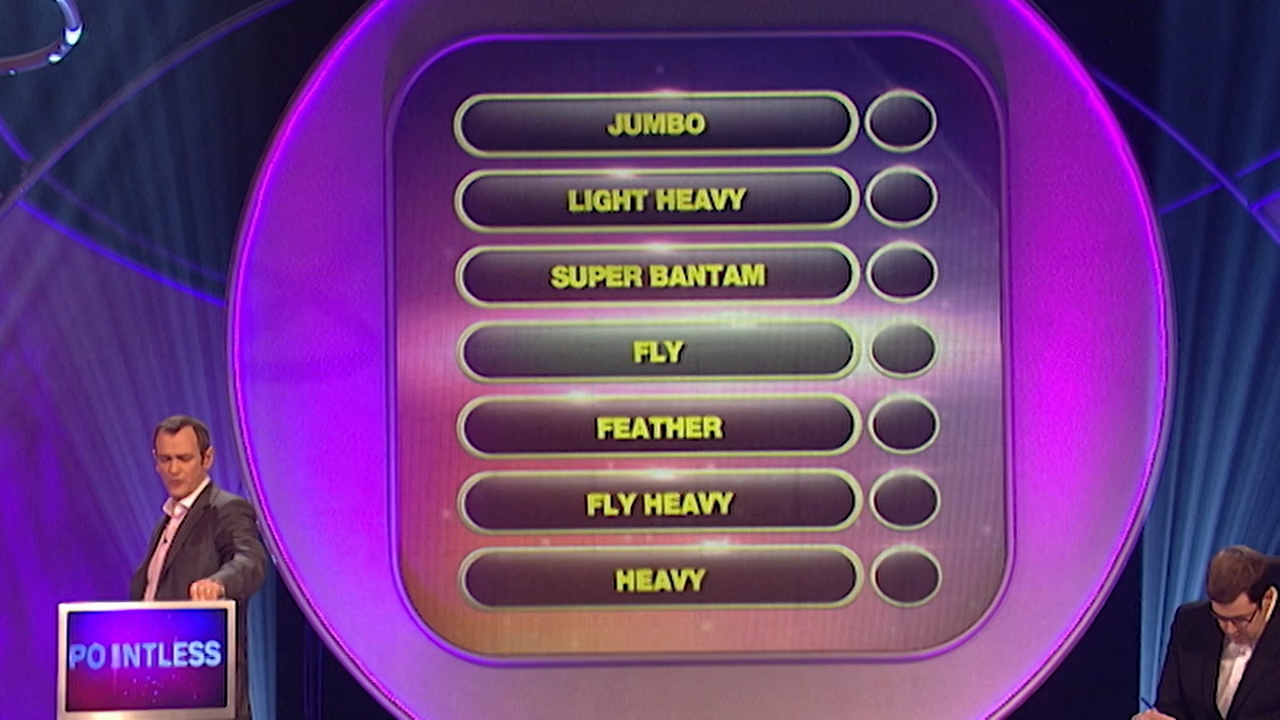 JUMBO
LIGHT HEAVY
SUPER BANTAM
FLY
FEATHER
FLY HEAVY
HEAVY
POINTLESS